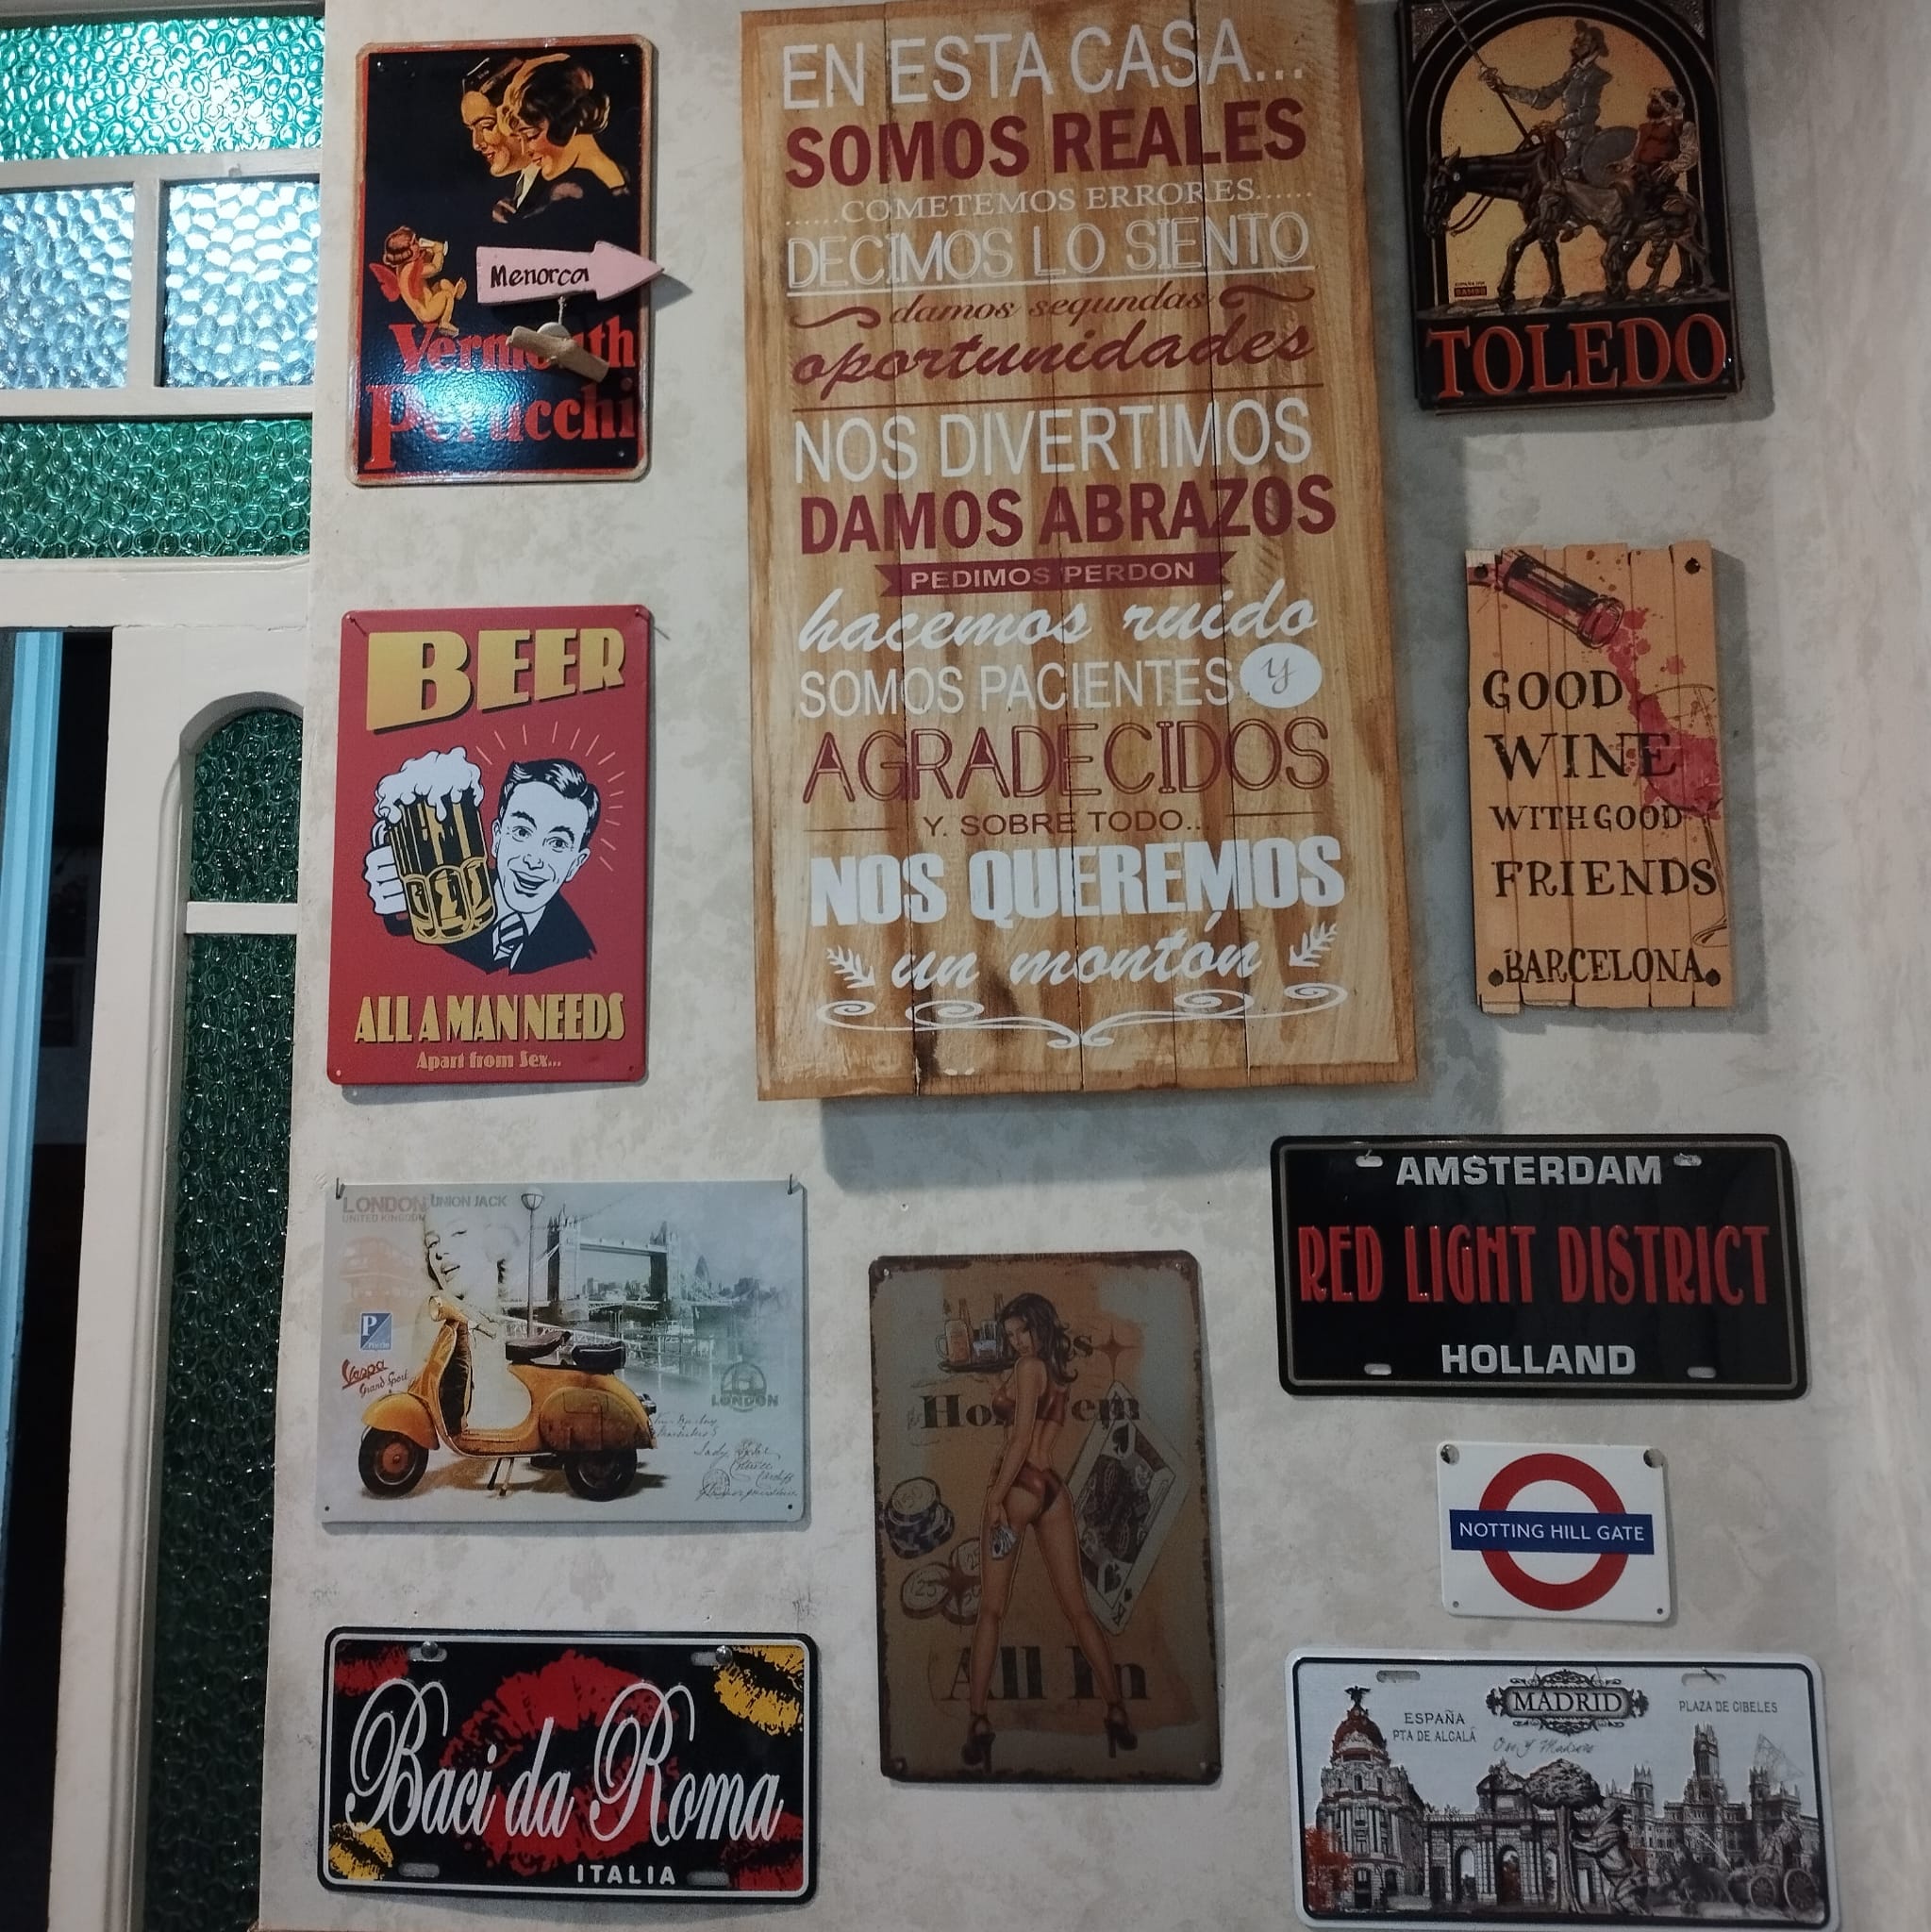 Menorca
Vermouth
Perucchi
EN ESTA CASA...
SOMOS REALES
......COMETEMOS ERRORES......
DECIMOS LO SIENTO
damos segundas
oportunidades
NOS DIVERTIMOS
DAMOS ABRAZOS
PEDIMOS PERDON
hacemos ruido
SOMOS PACIENTES y
AGRADECIDOS
Y. SOBRE TODO...
NOS QUEREMOS
un montón
TOLEDO
BEER
ALL A MAN NEEDS
Apart from Sex...
GOOD
WINE
WITH GOOD
FRIENDS
BARCELONA
LONDON UNION JACK
UNITED KINGDOM
P
Vespa
Grand Sport
LONDON
AMSTERDAM
RED LIGHT DISTRICT
HOLLAND
All In
NOTTING HILL GATE
Baci da Roma
ITALIA
MADRID
ESPAÑA
PTA DE ALCALÁ
PLAZA DE CIBELES